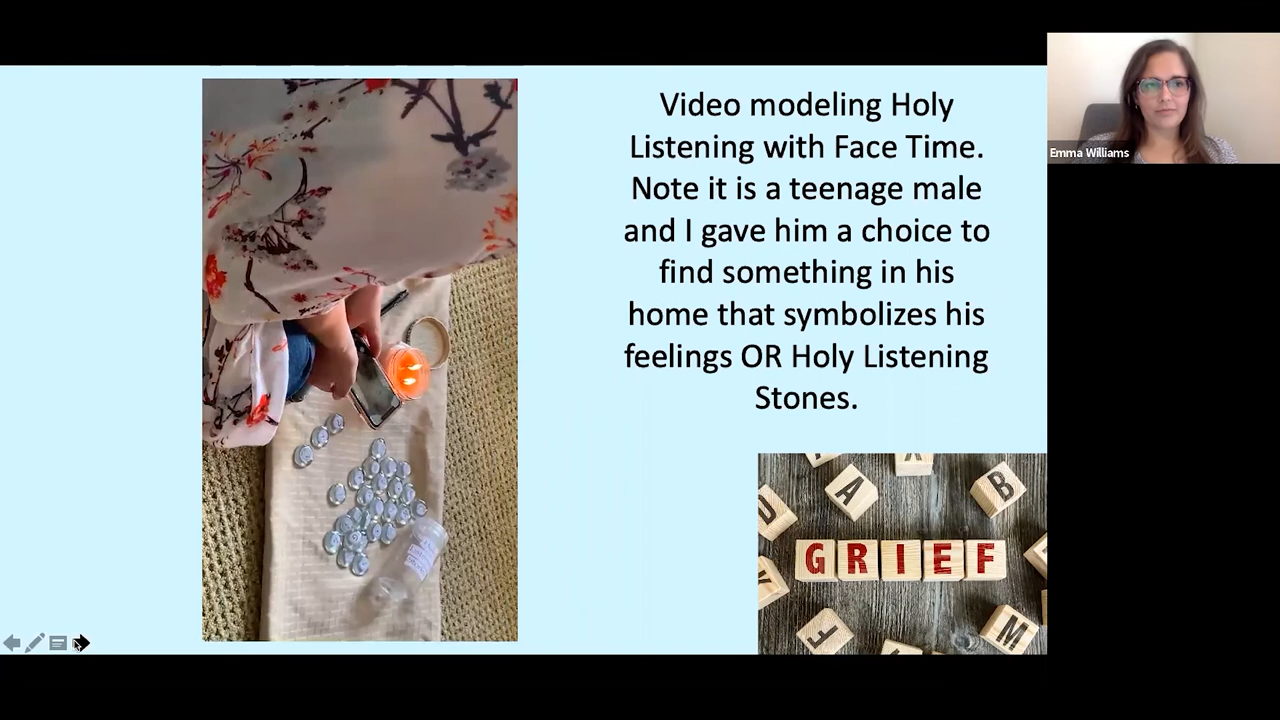 Video modeling Holy
Listening with Face Time.
Note it is a teenage male
and I gave him a choice to
find something in his
home that symbolizes his
feelings OR Holy Listening
Stones.
Emma Williams
A
B
GRIEF
M